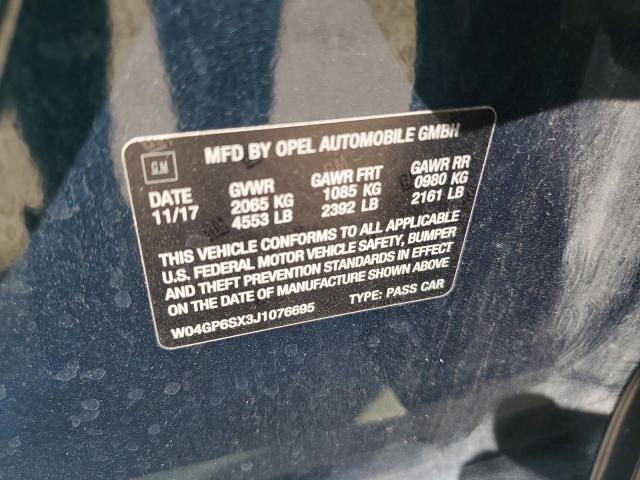 GM
MFD BY OPEL AUTOMOBILE GMBH
DATE GVWR GAWR FRT GAWR RR
11/17 2065 KG 1085 KG 0980 KG
4553 LB 2392 LB 2161 LB
THIS VEHICLE CONFORMS TO ALL APPLICABLE
U.S. FEDERAL MOTOR VEHICLE SAFETY, BUMPER
AND THEFT PREVENTION STANDARDS IN EFFECT
ON THE DATE OF MANUFACTURE SHOWN ABOVE
W04GP6SX3J1076695 TYPE: PASS CAR